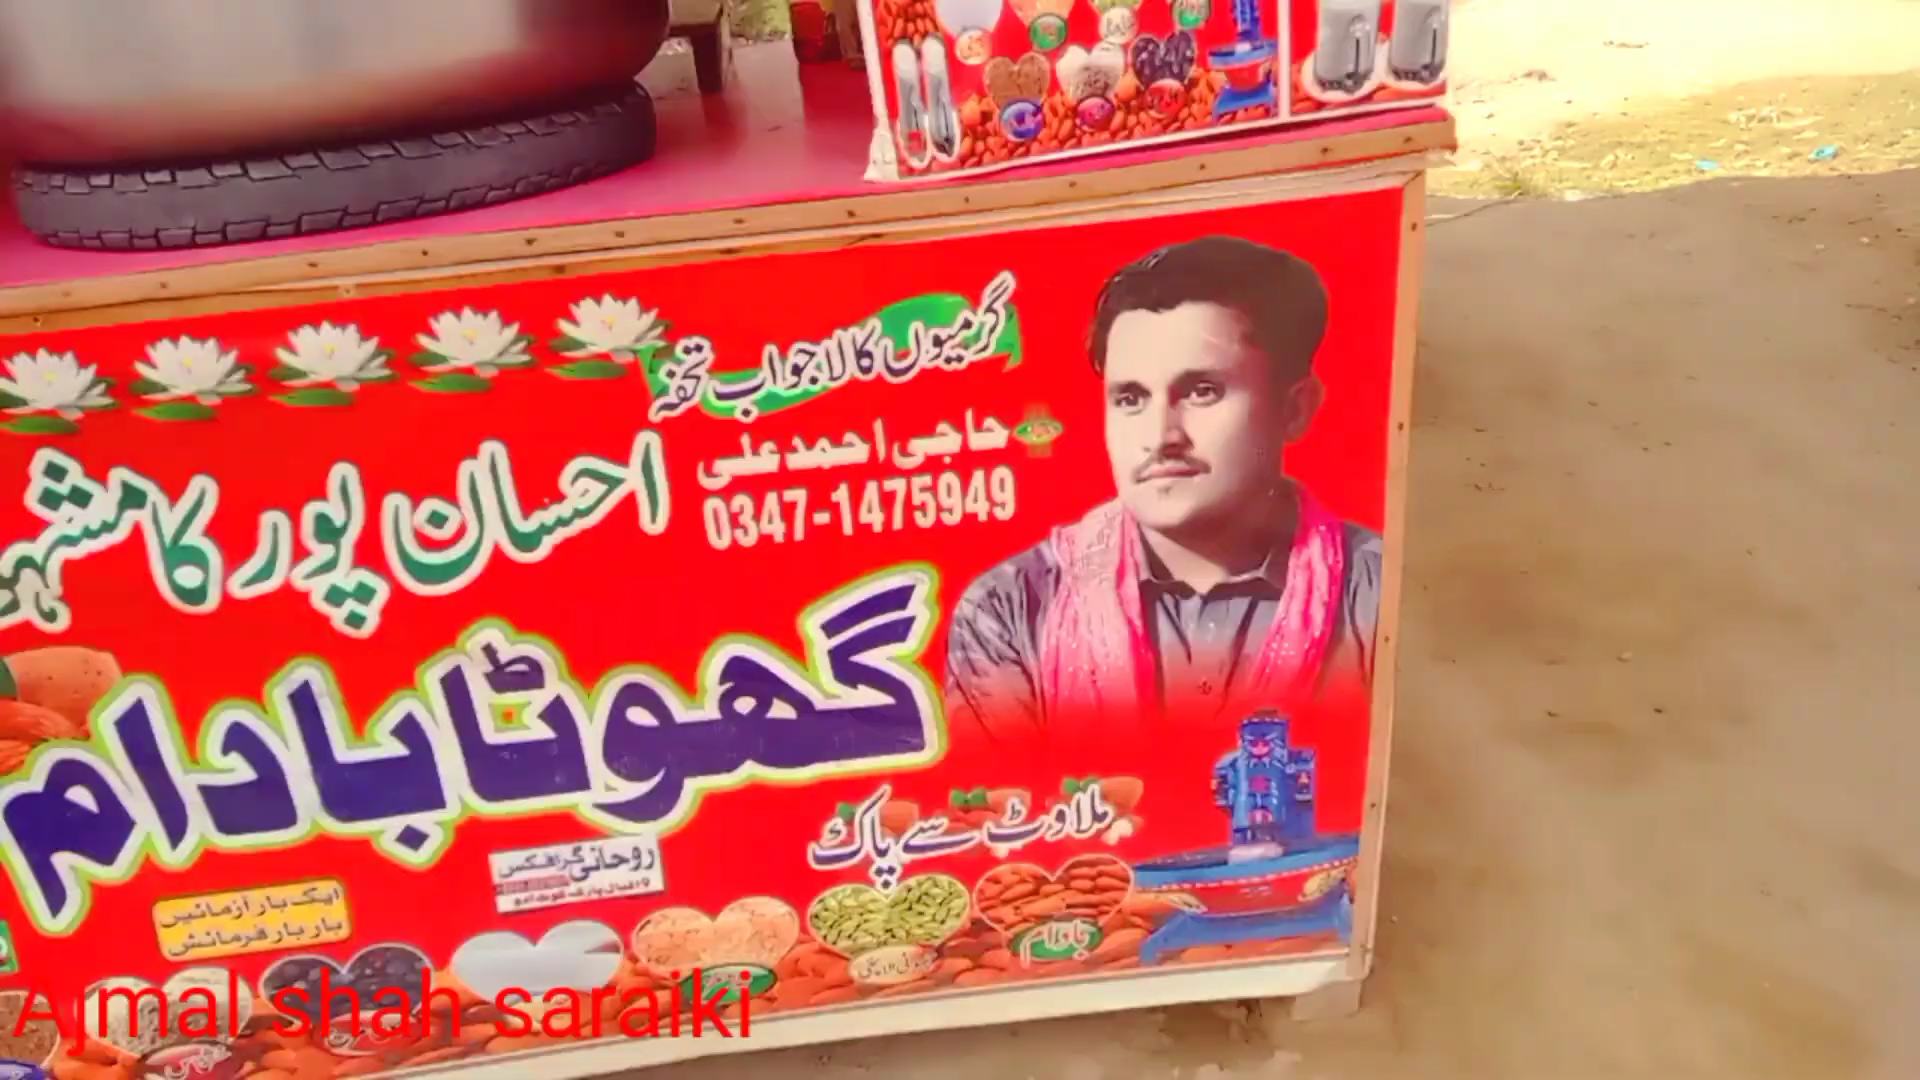 گرمیوں کا لاجواب تحفہ
حاجی احمد علی
0347-1475949
احسان پور کا
گھوٹا بادام
ملاوٹ سے پاک
روحانی گرافکس
ایک بار آزمائیں
بار بار فرمائش
بادام
Ajmal shah saraiki